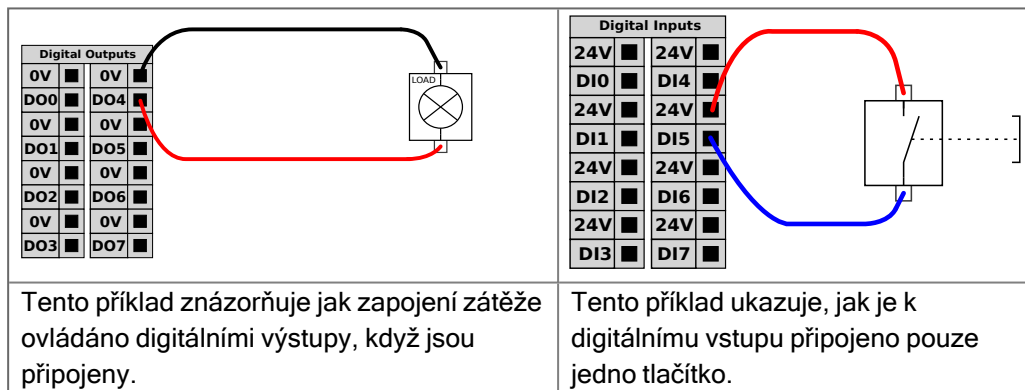 Digital Outputs
0V 0V
DO0 DO4
0V 0V
DO1 DO5
0V 0V
DO2 DO6
0V 0V
DO3 DO7
LOAD
Digital Inputs
24V 24V
DI0 DI4
24V 24V
DI1 DI5
24V 24V
DI2 DI6
24V 24V
DI3 DI7
Tento příklad znázorňuje jak zapojení zátěže
ovládáno digitálními výstupy, když jsou
připojeny.
Tento příklad ukazuje, jak je k
digitálnímu vstupu připojeno pouze
jedno tlačítko.